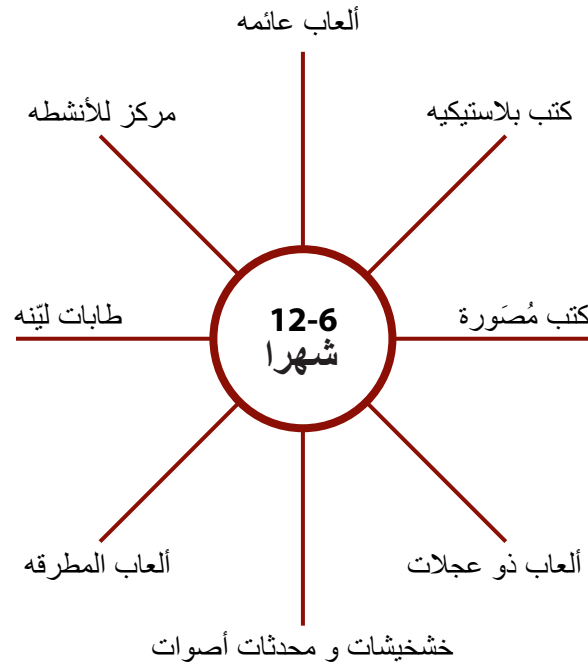 ألعاب عائمه
كتب بلاستيكيه
مركز للأنشطه
كتب مُصَورة
12-6
شهرا
طابات ليّنه
ألعاب ذو عجلات
ألعاب المطرقه
خشخيشات و محدثات أصوات